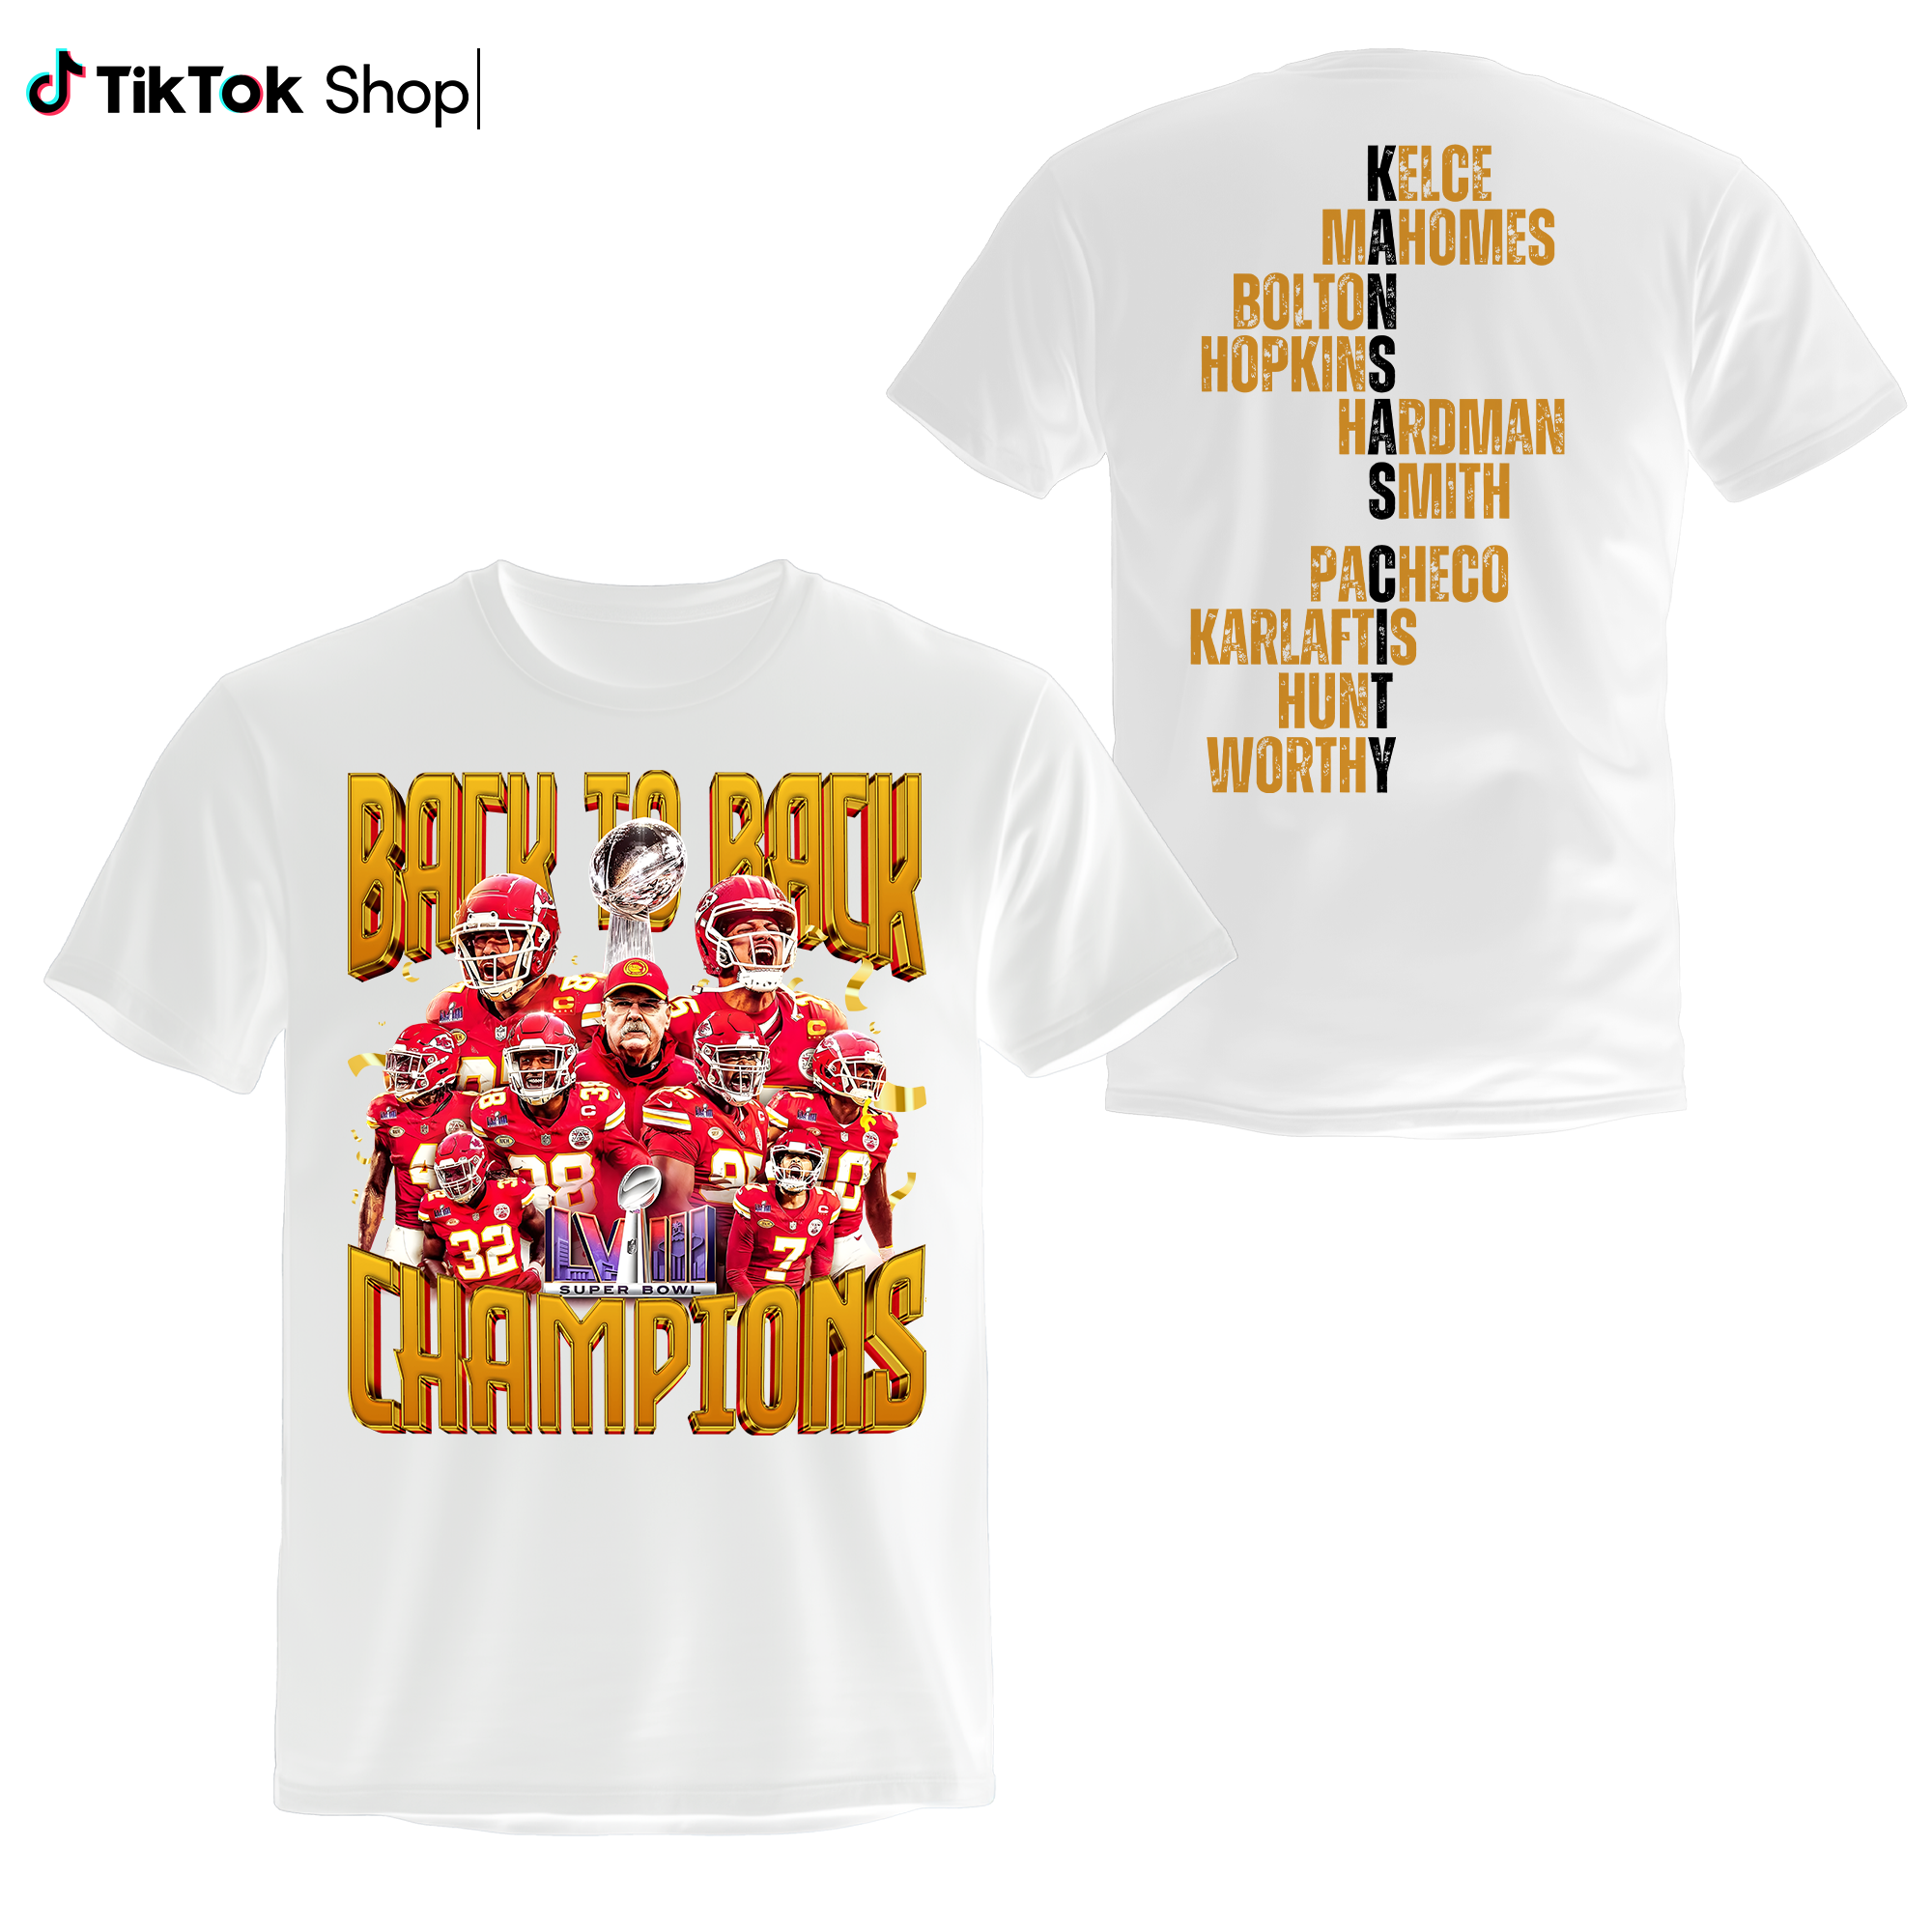 TikTok Shop
KELCE
MAHOMES
BOLTON
HOPKINS
HARDMAN
SMITH
PACHECO
KARLAFTIS
HUNT
WORTHY
BACK TO BACK
38
32
7
LVIII
SUPER BOWL
CHAMPIONS